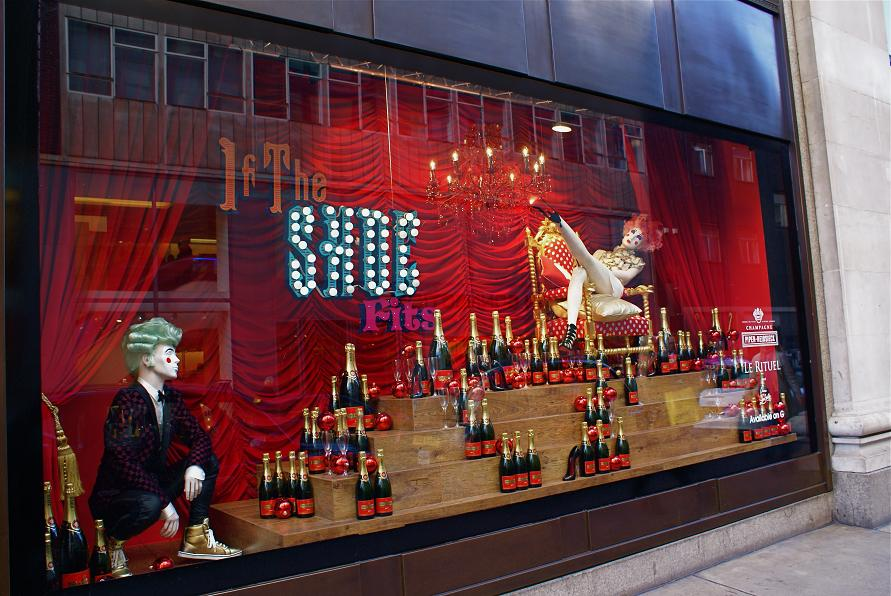 If The
SHOE
Fits
CHAMPAGNE
PIPER-HEIDSIECK
LE RITUEL
Available on G